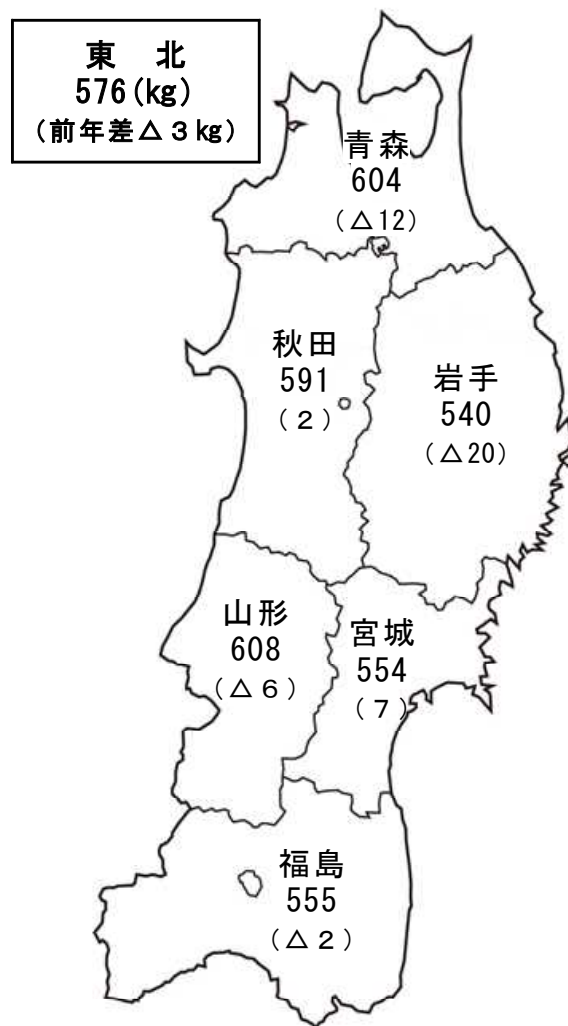 東　北
576(kg)
(前年差△３kg)
青森
604
(△12)
秋田
591
(２)
岩手
540
(△20)
山形
608
(△６)
宮城
554
(７)
福島
555
(△２)